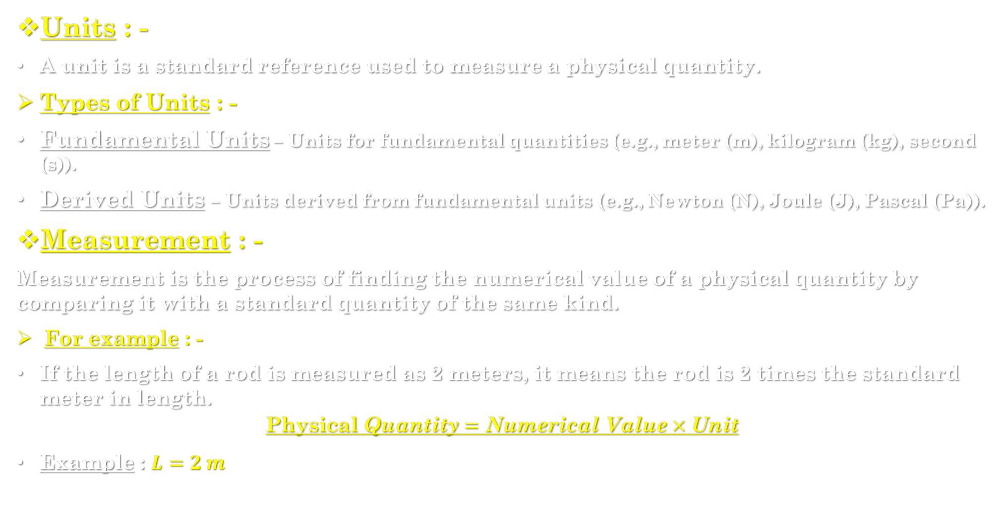 ❖Units : -
• A unit is a standard reference used to measure a physical quantity.
➢ Types of Units : -
• Fundamental Units – Units for fundamental quantities (e.g., meter (m), kilogram (kg), second
(s)).
• Derived Units – Units derived from fundamental units (e.g., Newton (N), Joule (J), Pascal (Pa)).
❖Measurement : -
Measurement is the process of finding the numerical value of a physical quantity by
comparing it with a standard quantity of the same kind.
➢ For example : -
• If the length of a rod is measured as 2 meters, it means the rod is 2 times the standard
meter in length.
Physical Quantity = Numerical Value × Unit
• Example : L = 2 m